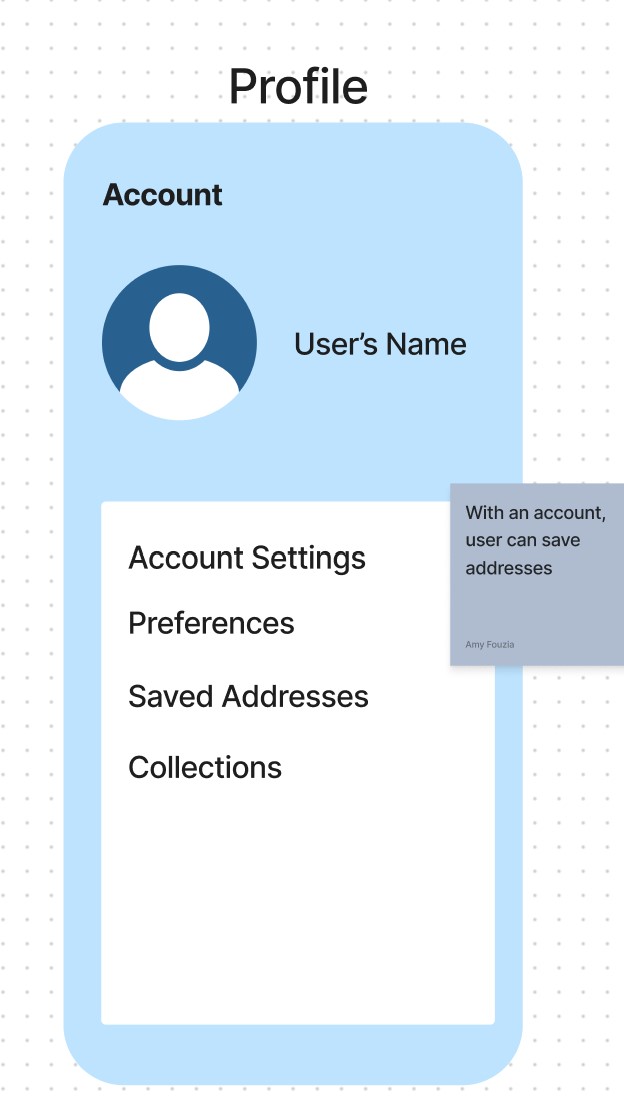 Profile
Account
User’s Name
With an account,
user can save
addresses
Amy Fouzia
Account Settings
Preferences
Saved Addresses
Collections